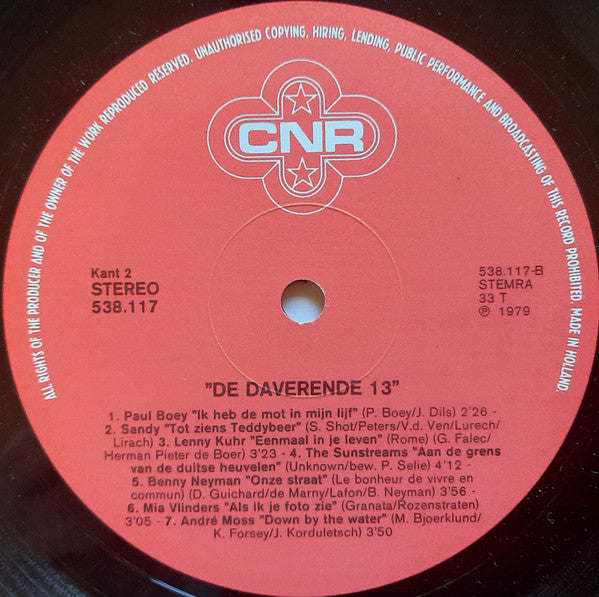 ALL RIGHTS OF THE PRODUCER AND OF THE OWNER OF THE WORK REPRODUCED RESERVED. UNAUTHORISED COPYING, HIRING, LENDING, PUBLIC PERFORMANCE AND BROADCASTING OF THIS RECORD PROHIBITED. MADE IN HOLLAND.
CNR
Kant 2
STEREO
538.117
538.117-B
STEMRA
33 T
℗ 1979
"DE DAVERENDE 13"
1. Paul Boey "Ik heb de mot in mijn lijf" (P. Boey/J. Dils) 2'26 -
2. Sandy "Tot ziens Teddybeer" (S. Shot/Peters/V.d. Ven/Lurech/
Lirach) 3. Lenny Kuhr "Eenmaal in je leven" (Rome) (G. Falec/
Herman Pieter de Boer) 3'23 - 4. The Sunstreams "Aan de grens
van de duitse heuvelen" (Unknown/bew. P. Selie) 4'12 -
5. Benny Neyman "Onze straat" (Le bonheur de vivre en
commun) (D. Guichard/de Marny/Lafon/B. Neyman) 3'56 -
6. Mia Vlinders "Als ik je foto zie" (Granata/Rozenstraten)
3'05 - 7. André Moss "Down by the water" (M. Bjoerklund/
K. Forsey/J. Korduletsch) 3'50